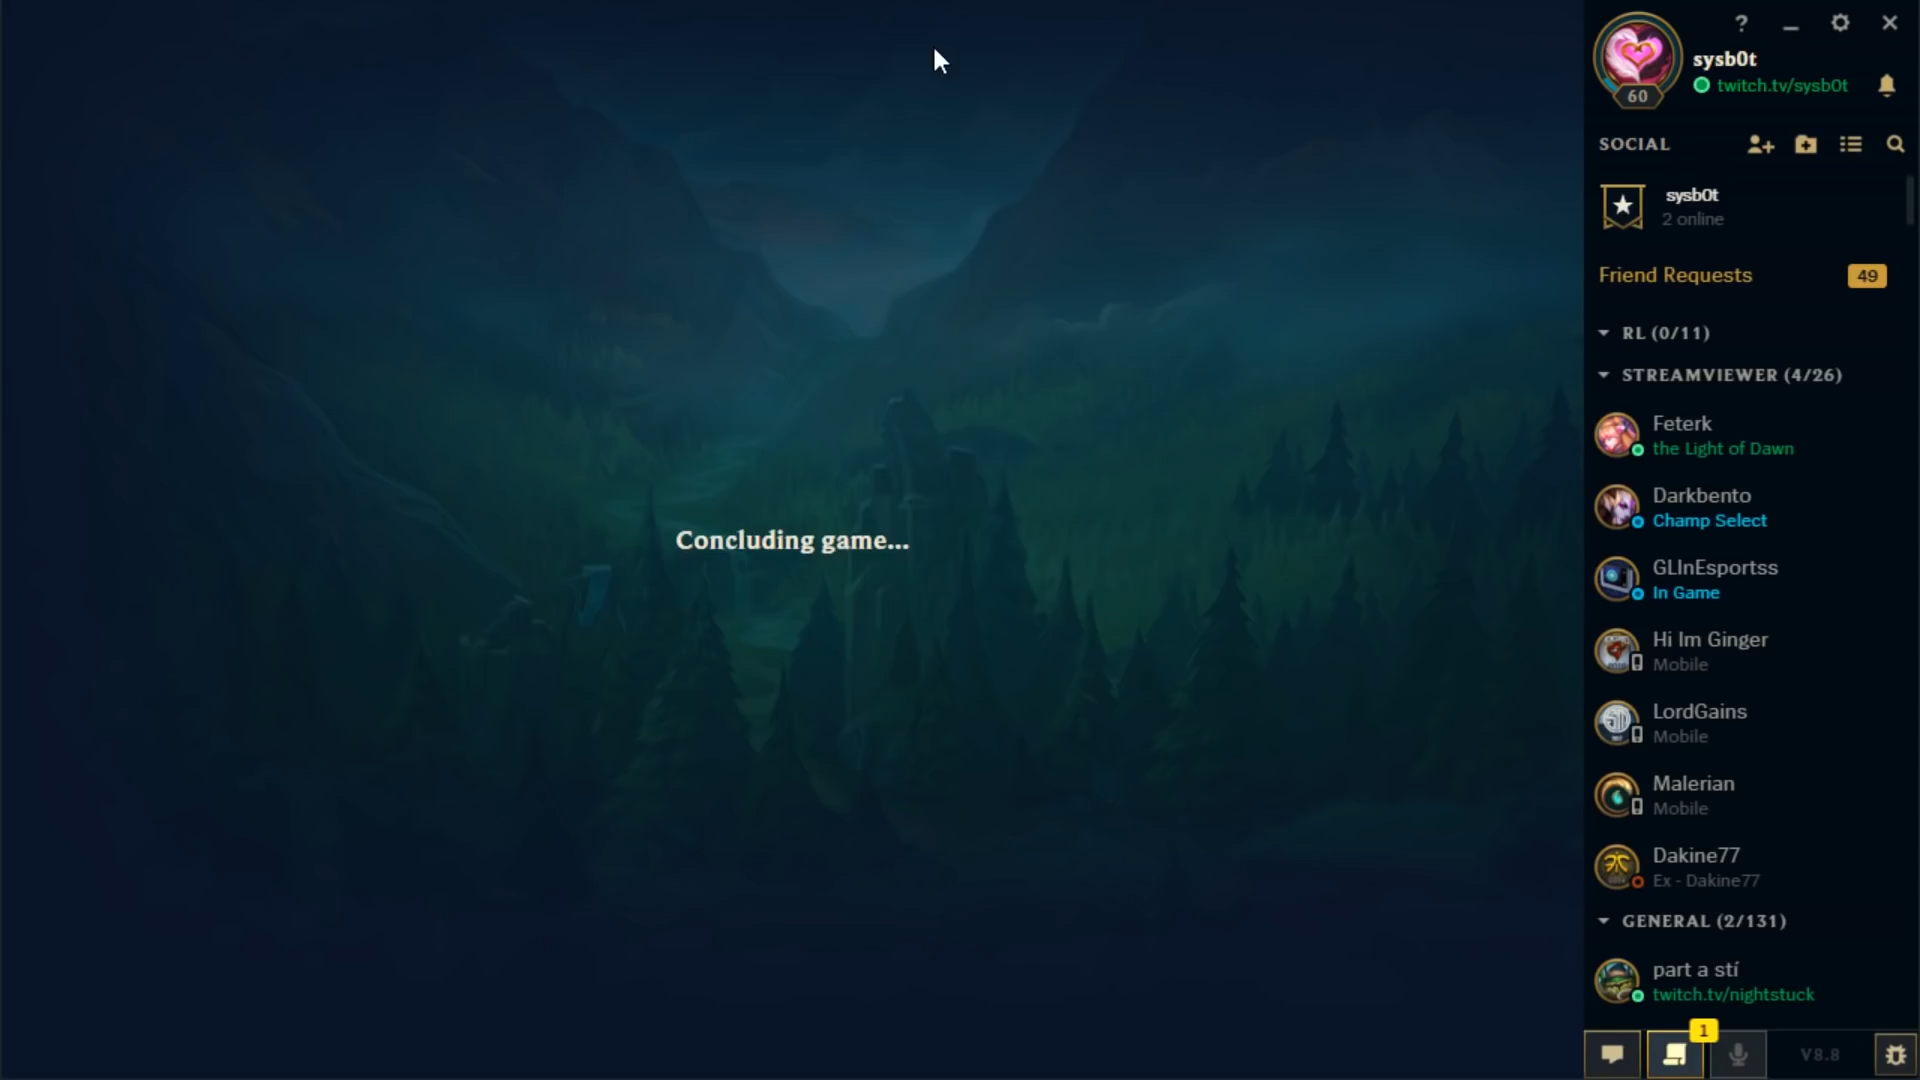 ?
sysb0t
twitch.tv/sysb0t
60
SOCIAL
sysb0t
2 online
Friend Requests
49
RL (0/11)
STREAMVIEWER (4/26)
Feterk
the Light of Dawn
Darkbento
Champ Select
GLInEsportss
In Game
Concluding game...
Hi Im Ginger
Mobile
LordGains
Mobile
Malerian
Mobile
Dakine77
Ex - Dakine77
GENERAL (2/131)
part a stí
twitch.tv/nightstuck
1
V8.8